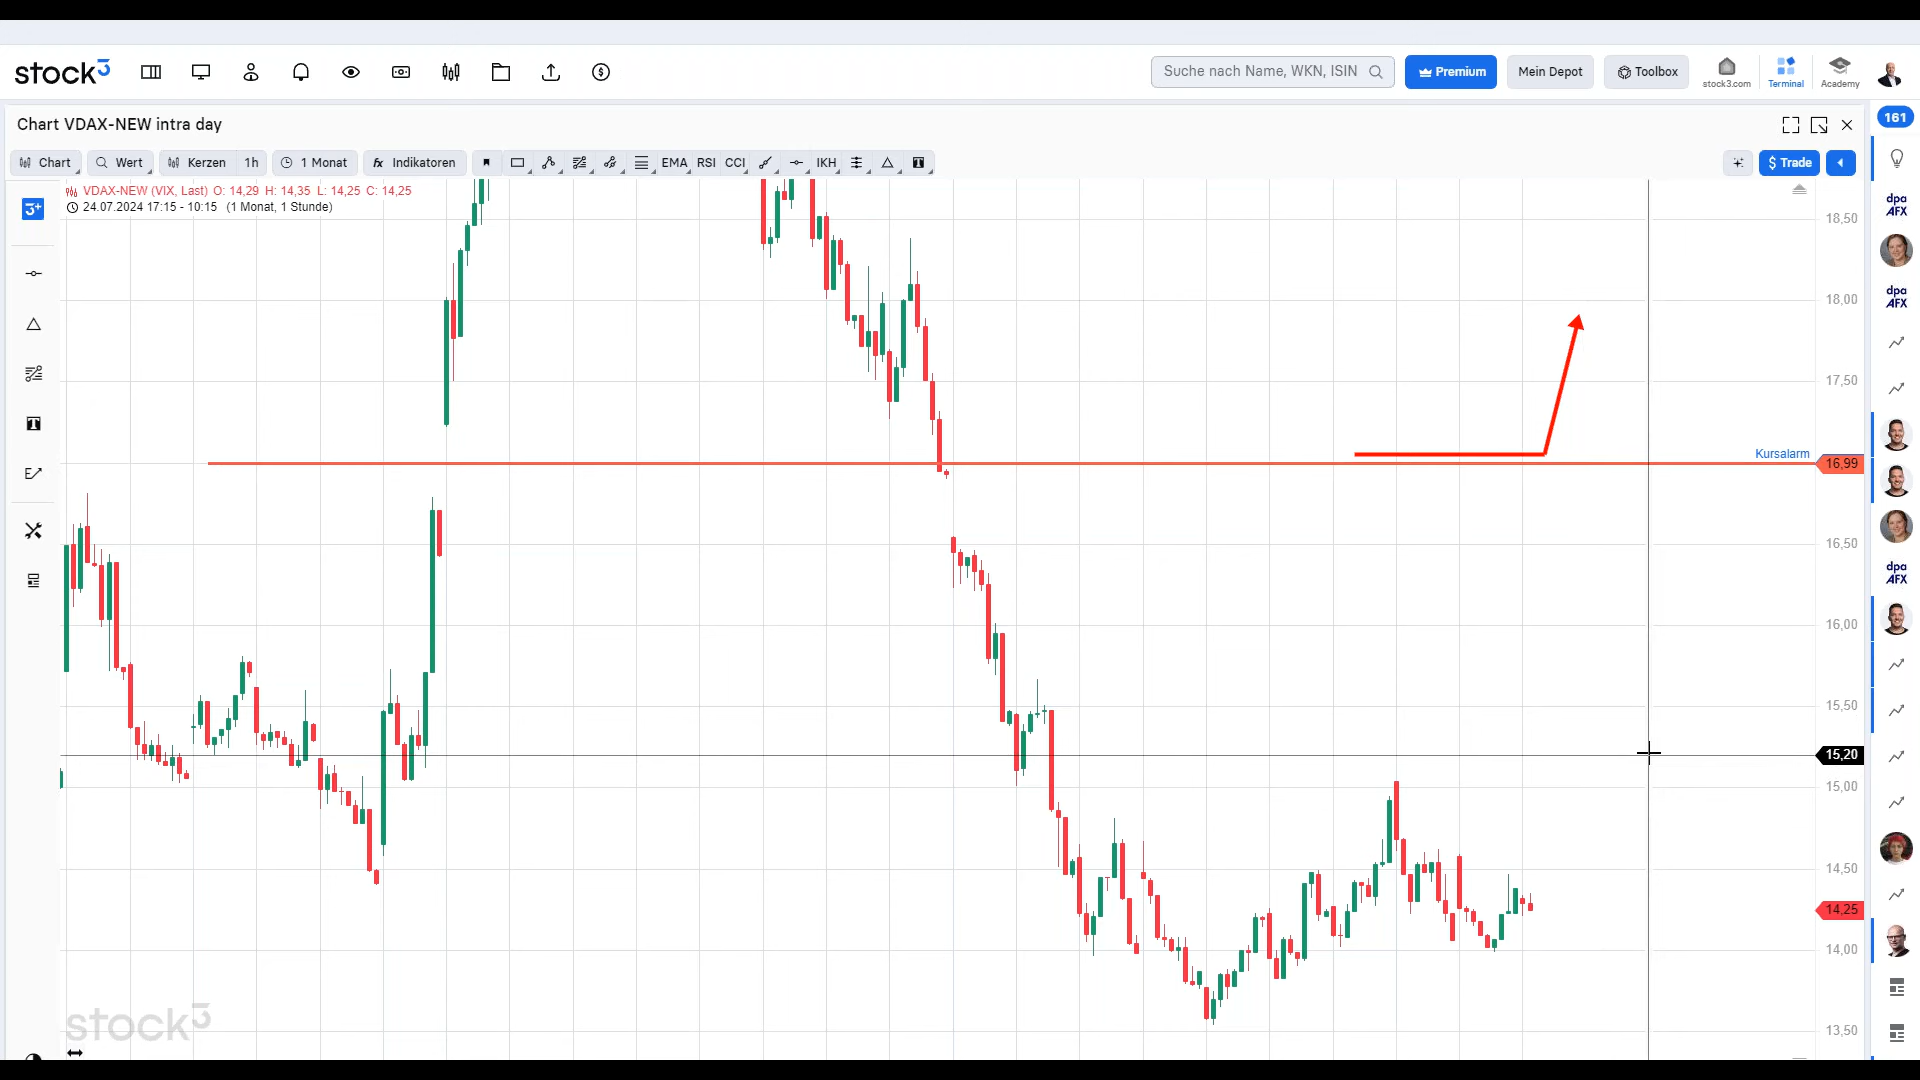 stock3
Suche nach Name, WKN, ISIN
Premium
Mein Depot
Toolbox
stock3.com
Terminal
Academy
161
Chart VDAX-NEW intra day
Chart
Wert
Kerzen
1h
1 Monat
fx Indikatoren
EMA
RSI
CCI
IKH
T
$ Trade
3+
VDAX-NEW (VIX, Last) O: 14,29 H: 14,35 L: 14,25 C: 14,25
24.07.2024 17:15 - 10:15 (1 Monat, 1 Stunde)
18,50
dpa
AFX
18,00
dpa
AFX
17,50
T
Kursalarm
16,99
16,50
dpa
AFX
16,00
15,50
15,20
15,00
14,50
14,25
14,00
13,50
stock3